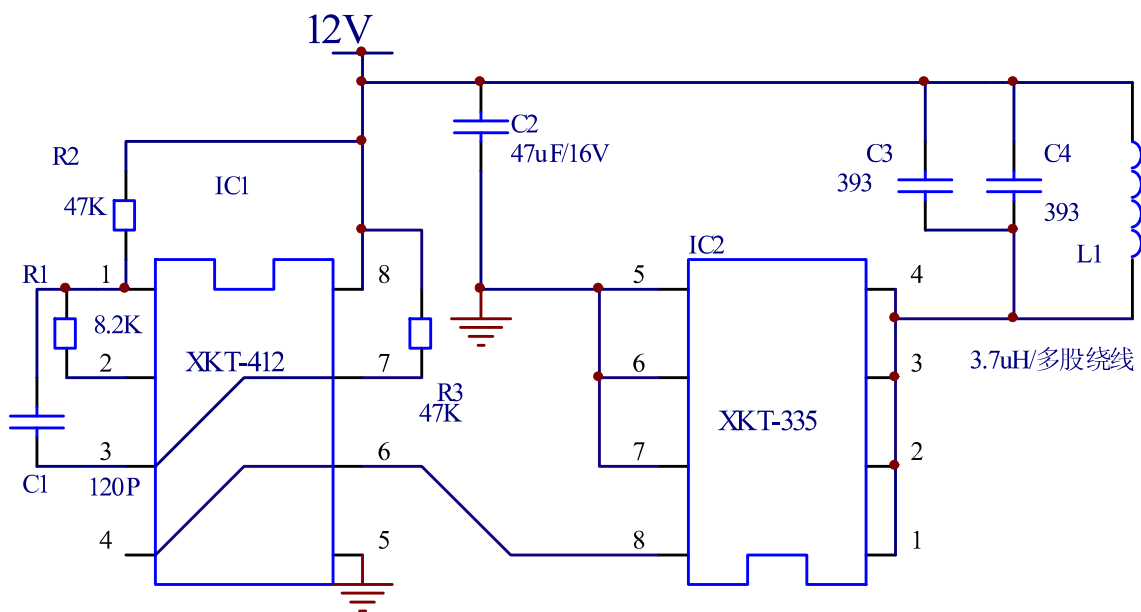 12V
R2
47K
IC1
C2
47uF/16V
C3
393
C4
393
L1
IC2
R1
8.2K
1
2
3
4
8
7
6
5
XKT-412
R3
47K
C1
120P
5
6
7
8
4
3
2
1
XKT-335
3.7uH/多股绕线